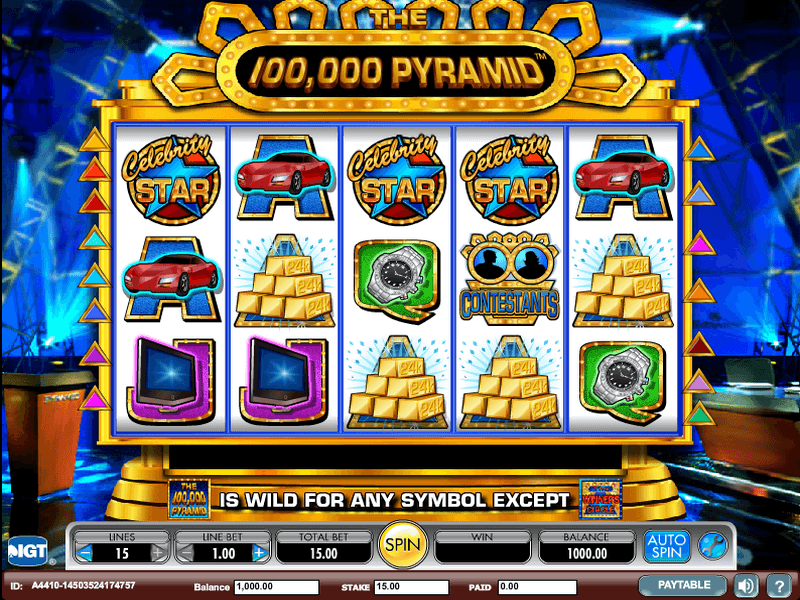 THE
100,000 PYRAMID™
Celebrity STAR
A
Celebrity STAR
Celebrity STAR
A
A
24k
Q
CONTESTANTS
24k
J
J
24k
24k
24k
24k
Q
THE 100,000 PYRAMID IS WILD FOR ANY SYMBOL EXCEPT WINNER'S CIRCLE
LINES LINE BET TOTAL BET SPIN WIN BALANCE AUTO SPIN
- 15 + - 1.00 + 15.00 1000.00
IGT®
ID: A4410-14503524174757 Balance 1,000.00 STAKE 15.00 PAID 0.00 PAYTABLE ?